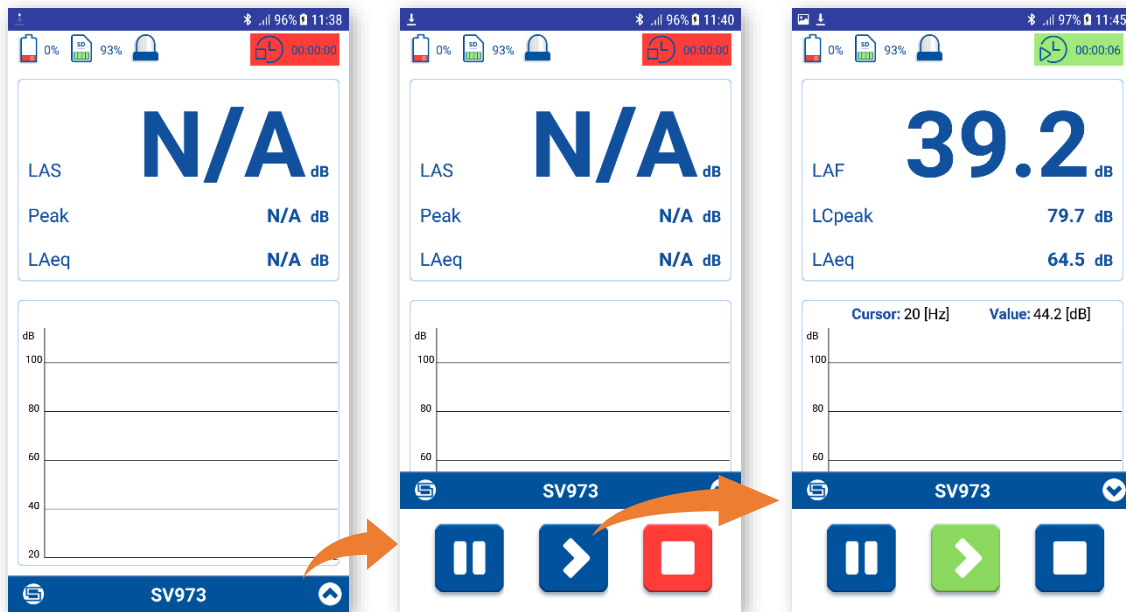 96% 11:38
0% SD 93% 00:00:00
LAS N/A dB
Peak N/A dB
LAeq N/A dB
dB
100
80
60
40
20
SV973
96% 11:40
0% SD 93% 00:00:00
LAS N/A dB
Peak N/A dB
LAeq N/A dB
dB
100
80
60
SV973
97% 11:45
0% SD 93% 00:00:06
LAF 39.2 dB
LCpeak 79.7 dB
LAeq 64.5 dB
Cursor: 20 [Hz] Value: 44.2 [dB]
dB
100
80
60
SV973